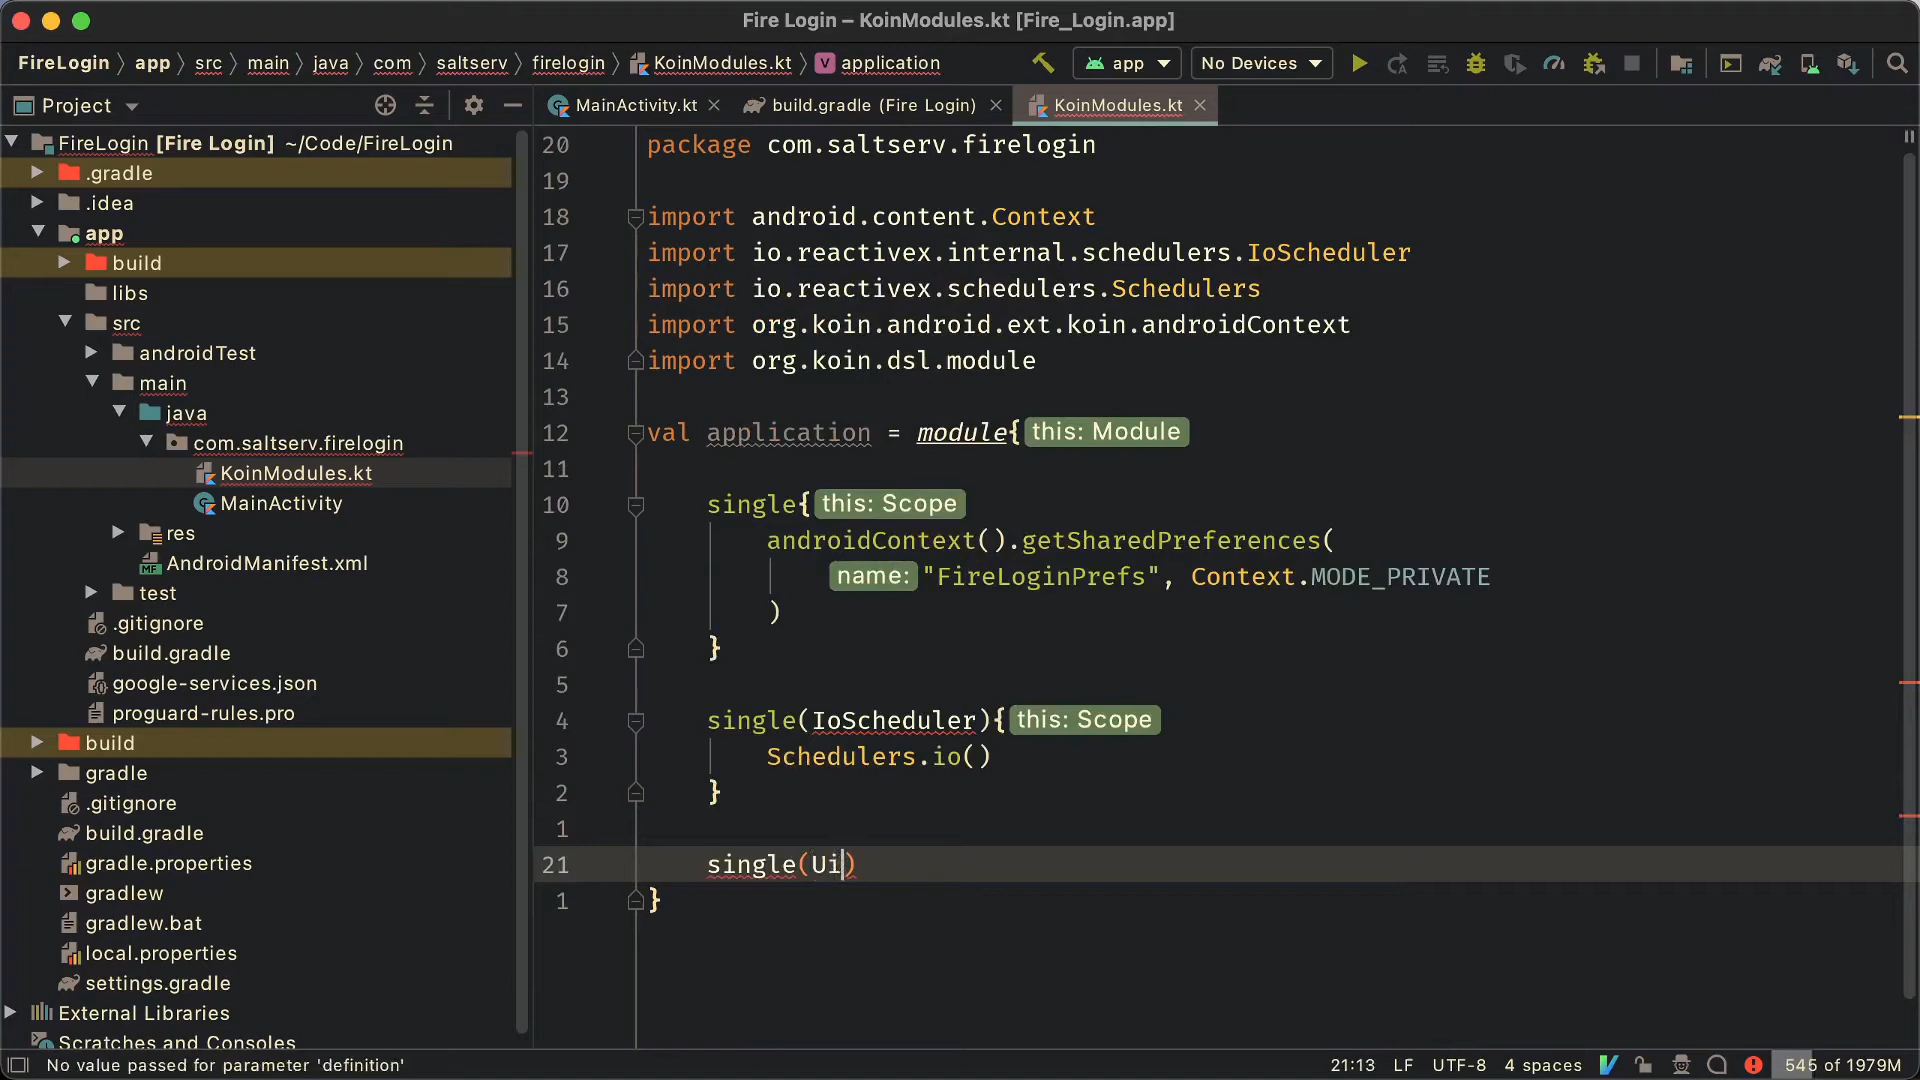 Fire Login – KoinModules.kt [Fire_Login.app]
FireLogin app src main java com saltserv firelogin KoinModules.kt V application app No Devices
Project MainActivity.kt build.gradle (Fire Login) KoinModules.kt
FireLogin [Fire Login] ~/Code/FireLogin
.gradle
.idea
app
build
libs
src
androidTest
main
java
com.saltserv.firelogin
KoinModules.kt
MainActivity
res
MF AndroidManifest.xml
test
.gitignore
build.gradle
google-services.json
proguard-rules.pro
build
gradle
.gitignore
build.gradle
gradle.properties
gradlew
gradlew.bat
local.properties
settings.gradle
External Libraries
Scratches and Consoles
20 package com.saltserv.firelogin
19
18 import android.content.Context
17 import io.reactivex.internal.schedulers.IoScheduler
16 import io.reactivex.schedulers.Schedulers
15 import org.koin.android.ext.koin.androidContext
14 import org.koin.dsl.module
13
12 val application = module{ this: Module
11
10 single{ this: Scope
9 androidContext().getSharedPreferences(
8 name: "FireLoginPrefs", Context.MODE_PRIVATE
7 )
6 }
5
4 single(IoScheduler){ this: Scope
3 Schedulers.io()
2 }
1
21 single(Ui)
1 }
No value passed for parameter 'definition' 21:13 LF UTF-8 4 spaces 545 of 1979M